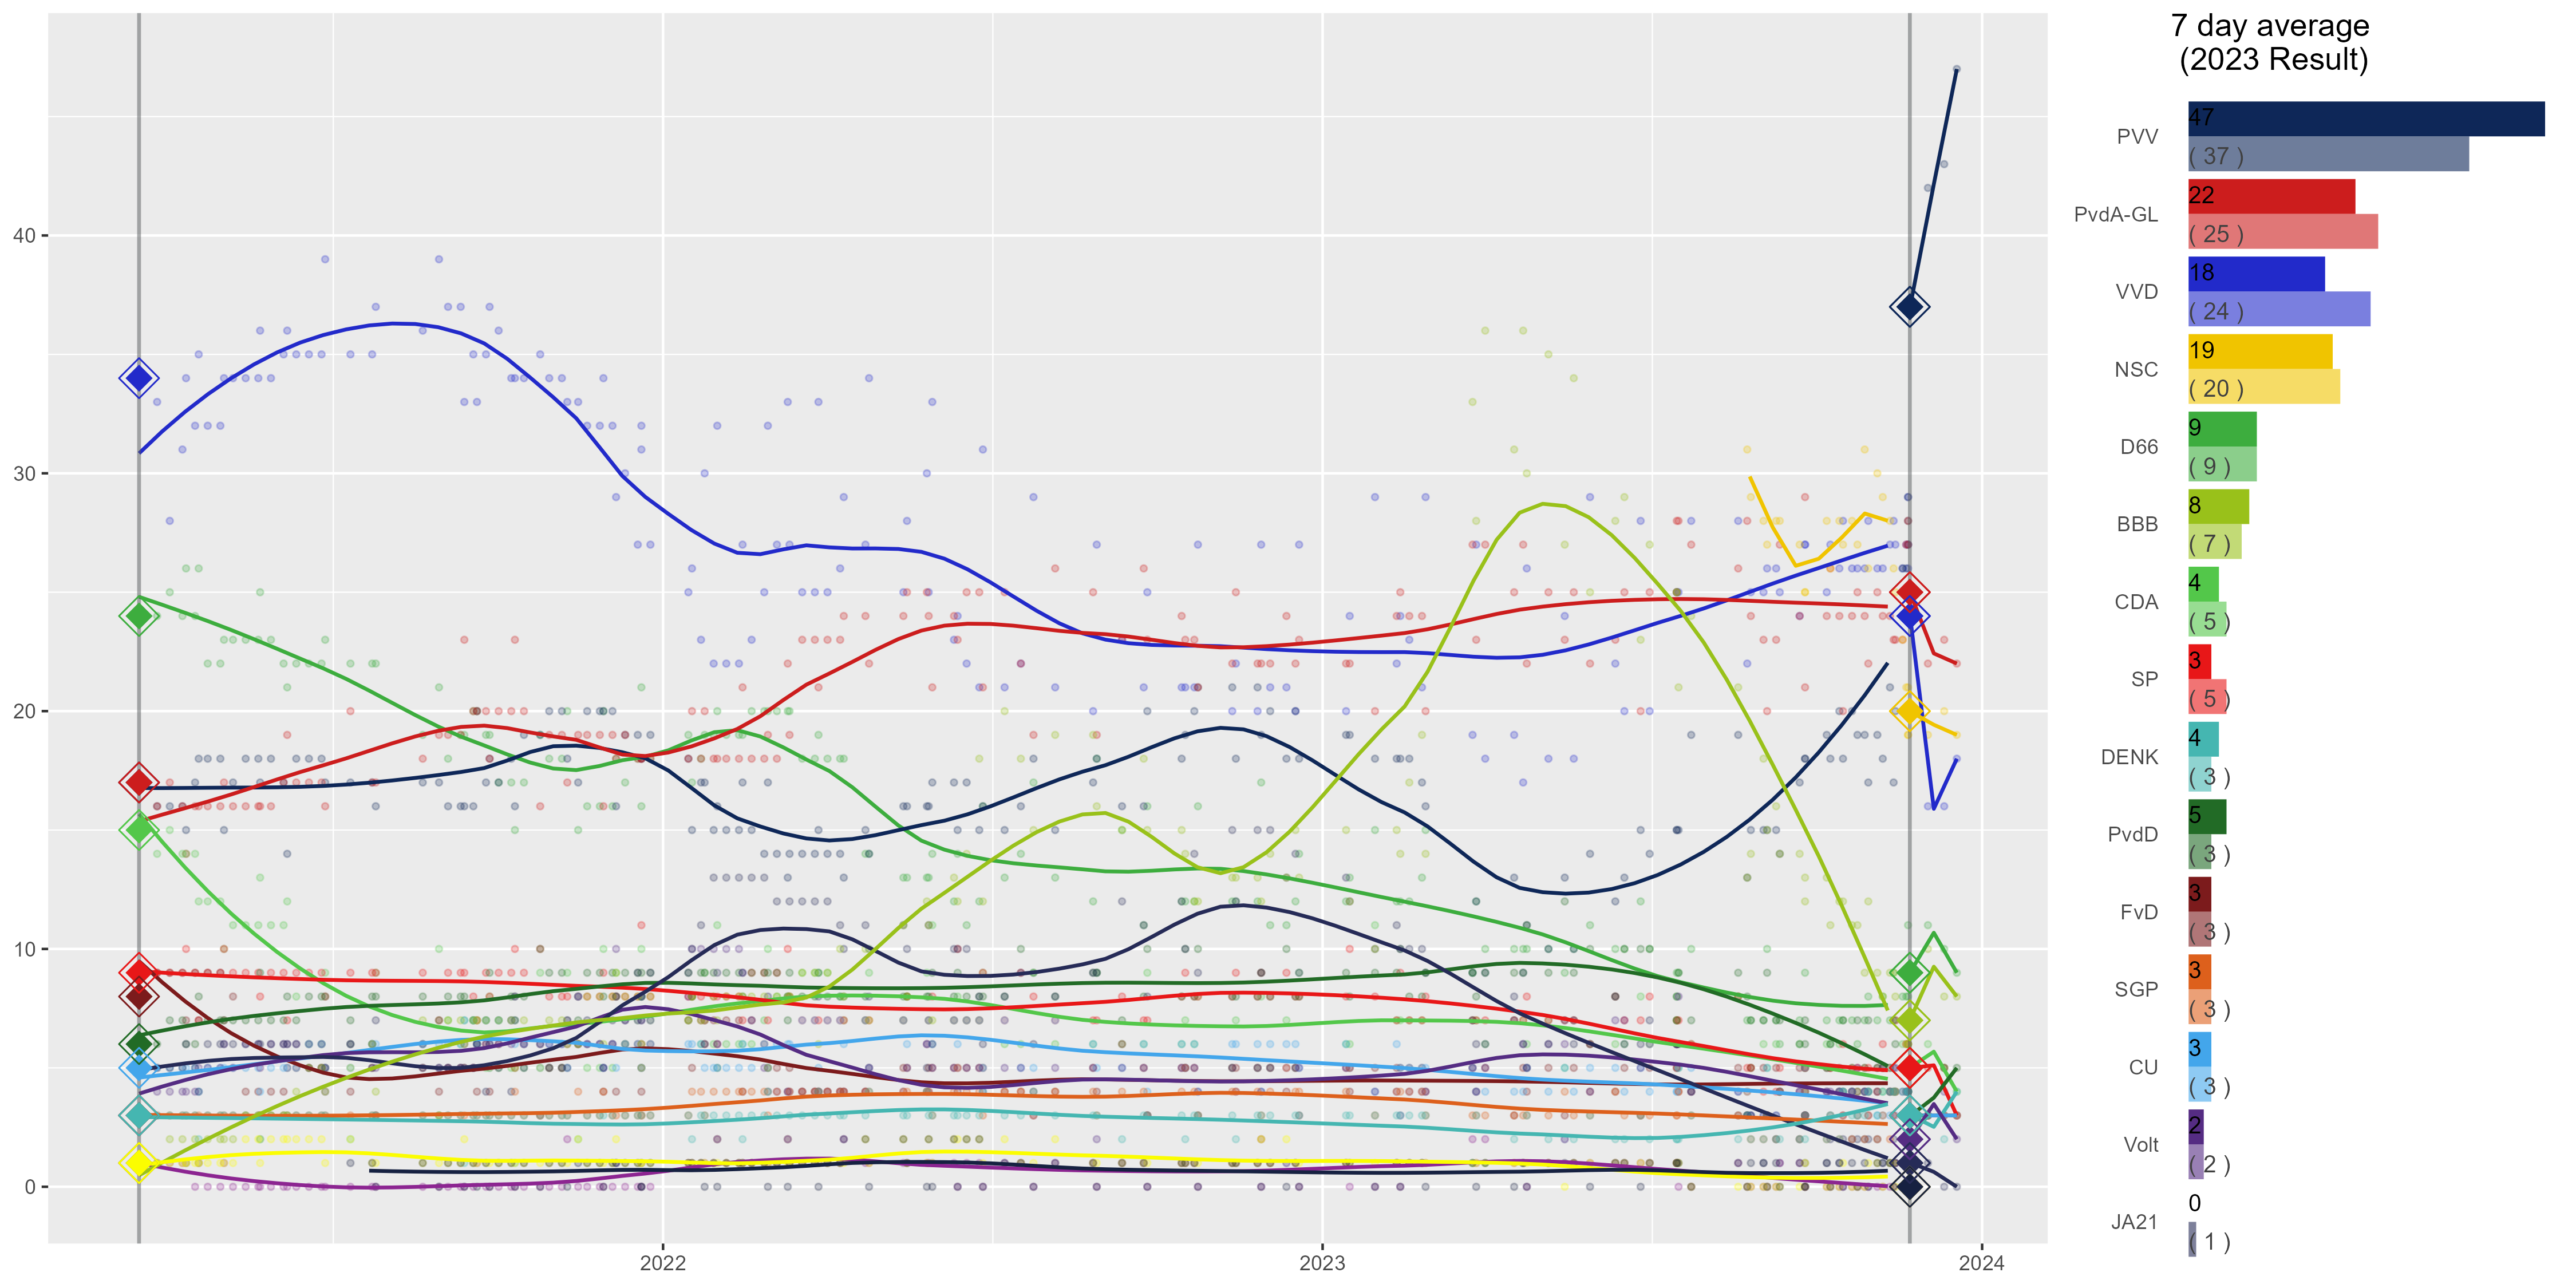 7 day average
(2023 Result)
40
30
20
10
0
2022
2023
2024
PVV
47
( 37 )
PvdA-GL
22
( 25 )
VVD
18
( 24 )
NSC
19
( 20 )
D66
9
( 9 )
BBB
8
( 7 )
CDA
4
( 5 )
SP
3
( 5 )
DENK
4
( 3 )
PvdD
5
( 3 )
FvD
3
( 3 )
SGP
3
( 3 )
CU
3
( 3 )
Volt
2
( 2 )
JA21
0
( 1 )